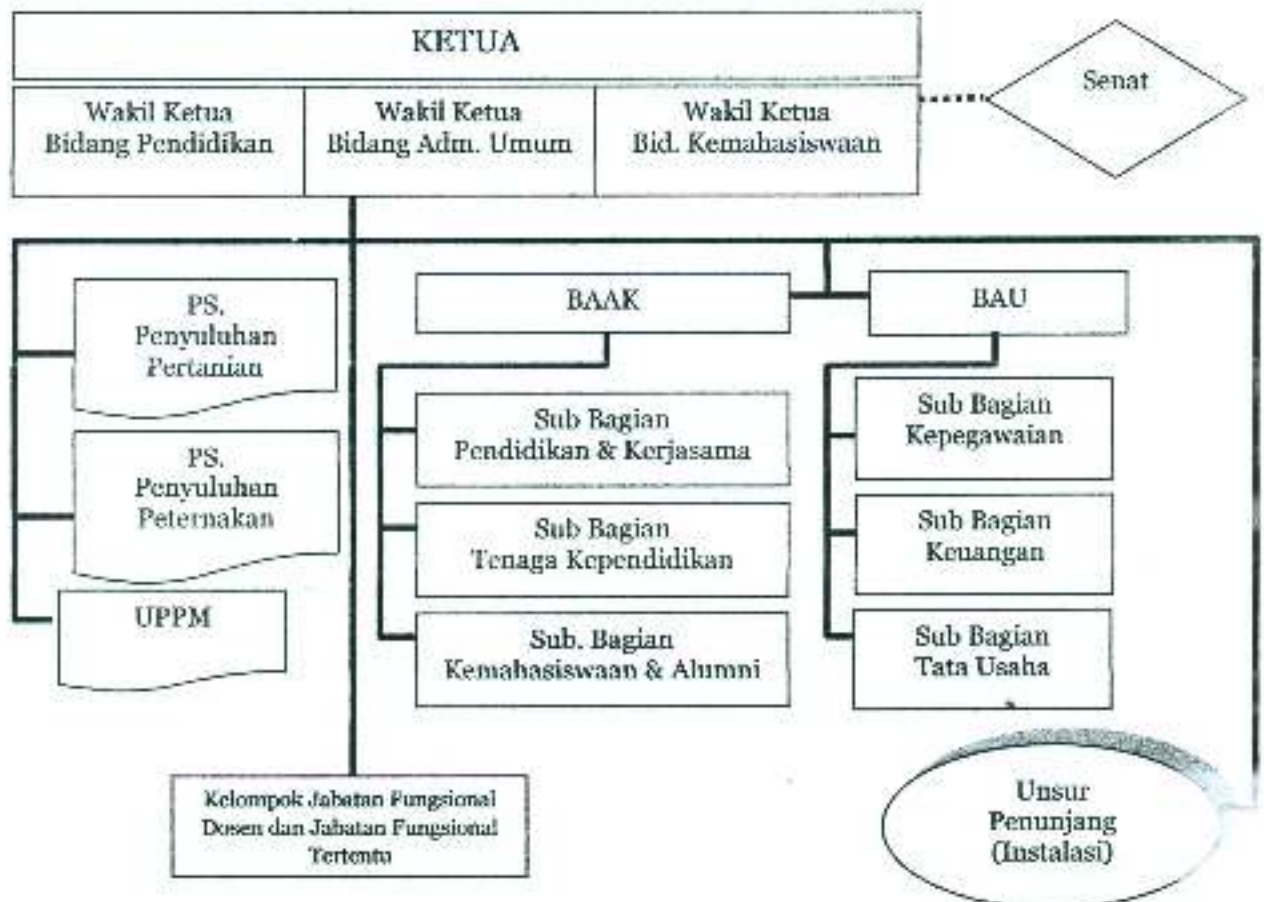 KETUA
Senat
Wakil Ketua
Bidang Pendidikan
Wakil Ketua
Bidang Adm. Umum
Wakil Ketua
Bid. Kemahasiswaan
PS.
Penyuluhan
Pertanian
BAAK
BAU
Sub Bagian
Pendidikan & Kerjasama
Sub Bagian
Kepegawaian
PS.
Penyuluhan
Peternakan
Sub Bagian
Tenaga Kependidikan
Sub Bagian
Keuangan
UPPM
Sub. Bagian
Kemahasiswaan & Alumni
Sub Bagian
Tata Usaha
Kelompok Jabatan Fungsional
Dosen dan Jabatan Fungsional
Tertentu
Unsur
Penunjang
(Instalasi)